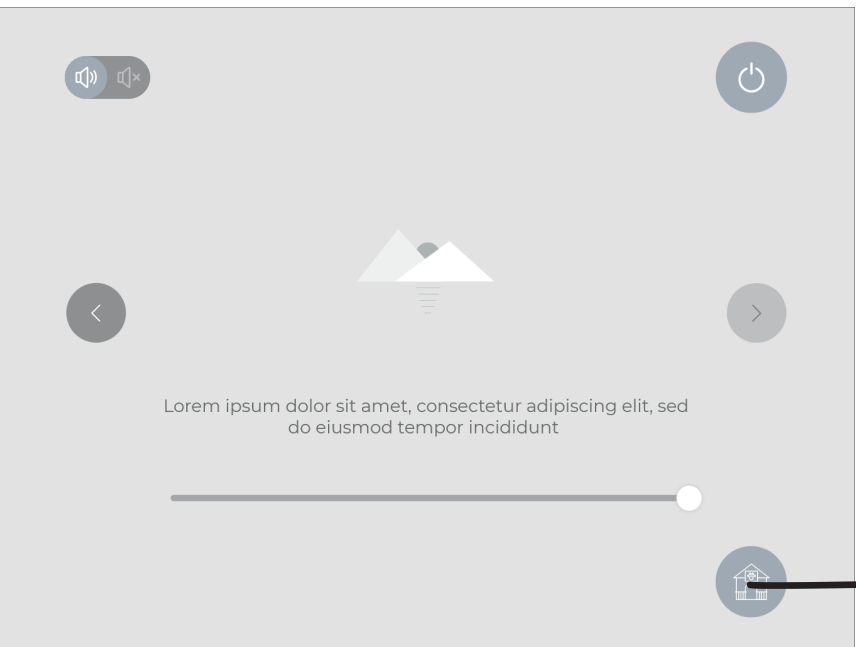 Lorem ipsum dolor sit amet, consectetur adipiscing elit, sed
do eiusmod tempor incididunt